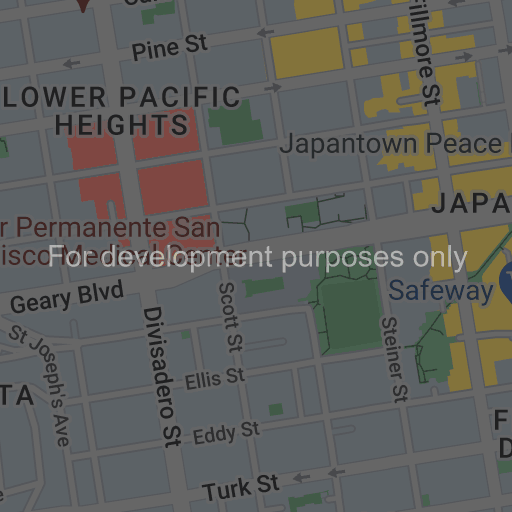 Pine St
Fillmore St
LOWER PACIFIC
HEIGHTS
Japantown Peace
JAPA
r Permanente San
isco Medical Cente
For development purposes only
Safeway
Geary Blvd
Scott St
St Joseph's Ave
Divisadero St
Steiner St
Ellis St
TA
Eddy St
F
D
Turk St